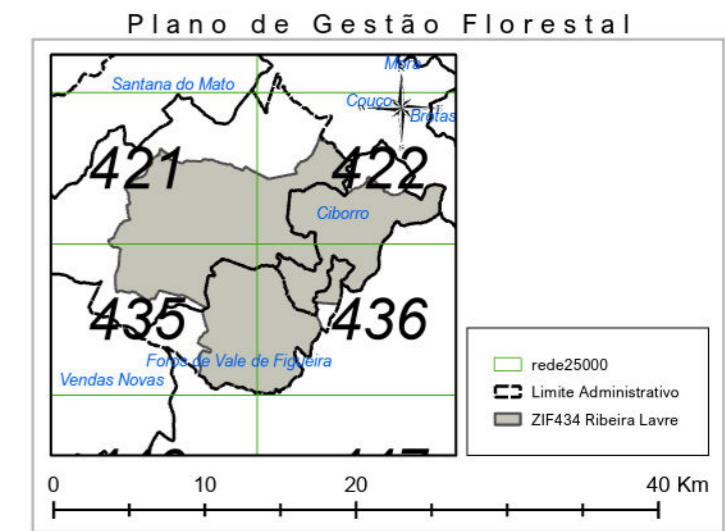 Plano de Gestão Florestal
Mora
Santana do Mato
Couço
Brotas
421
422
Ciborro
435
436
Foros de Vale de Figueira
Vendas Novas
rede25000
Limite Administrativo
ZIF434 Ribeira Lavre
0 10 20 40 Km